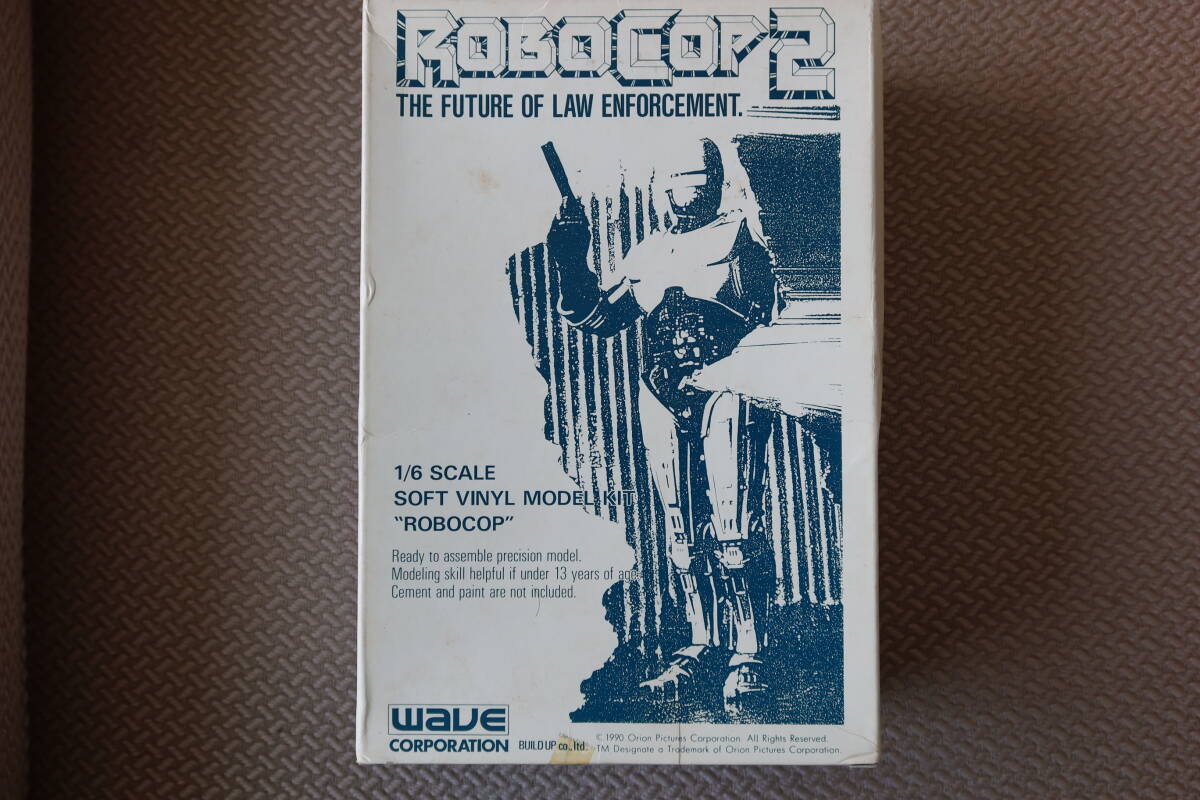 ROBOCOP 2
THE FUTURE OF LAW ENFORCEMENT.
1/6 SCALE
SOFT VINYL MODEL KIT
"ROBOCOP"
Ready to assemble precision model.
Modeling skill helpful if under 13 years of age.
Cement and paint are not included.
WAVE
CORPORATION
BUILD UP co., ltd.
© 1990 Orion Pictures Corporation. All Rights Reserved.
TM Designate a Trademark of Orion Pictures Corporation.